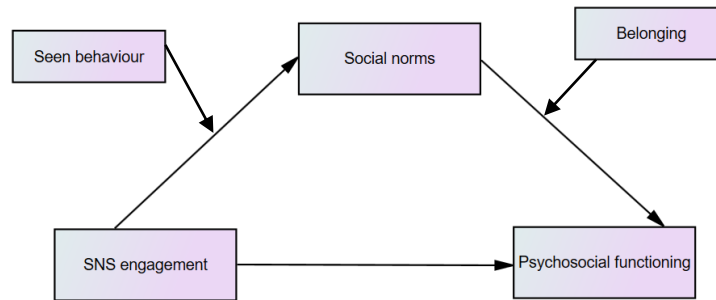 Seen behaviour
Social norms
Belonging
SNS engagement
Psychosocial functioning